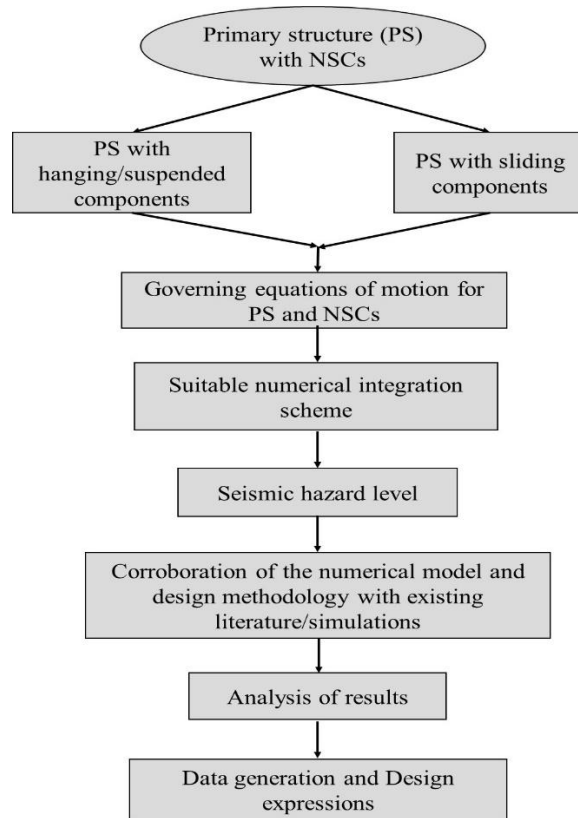 Primary structure (PS)
with NSCs
PS with
hanging/suspended
components
PS with sliding
components
Governing equations of motion for
PS and NSCs
Suitable numerical integration
scheme
Seismic hazard level
Corroboration of the numerical model and
design methodology with existing
literature/simulations
Analysis of results
Data generation and Design
expressions